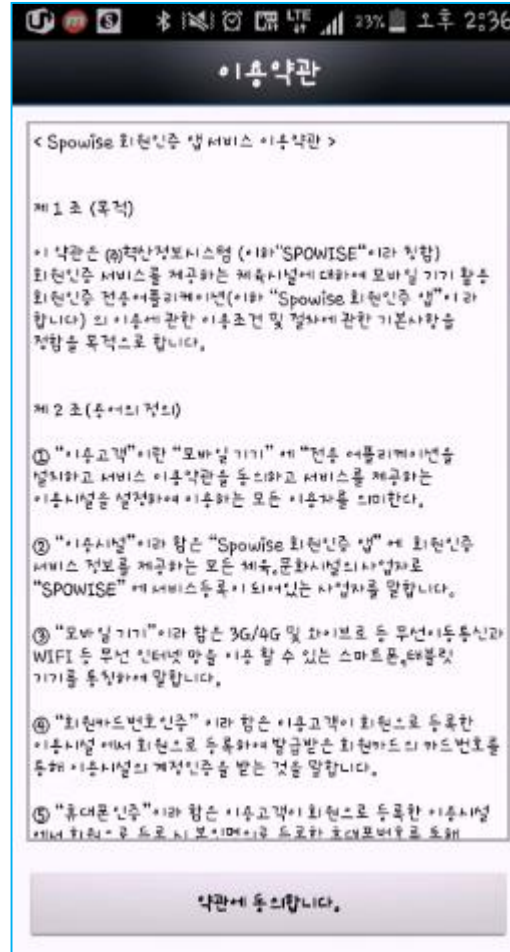 23% 오후 2:36
이용약관
< Spowise 회원인증 앱 서비스 이용약관 >
제 1 조 (목적)
이 약관은 ㈜학산정보시스템 (이하"SPOWISE"이라 칭함)
회원인증 서비스를 제공하는 체육시설에 대하여 모바일 기기 활용
회원인증 전용어플리케이션(이하 "Spowise 회원인증 앱"이라
합니다) 의 이용에 관한 이용조건 및 절차에 관한 기본사항을
정함을 목적으로 합니다.
제 2 조(용어의 정의)
① "이용고객"이란 "모바일 기기" 에 "전용 어플리케이션을
설치하고 서비스 이용약관을 동의하고 서비스를 제공하는
이용시설을 설정하여 이용하는 모든 이용자를 의미한다.
② "이용시설"이라 함은 "Spowise 회원인증 앱" 에 회원인증
서비스 정보를 제공하는 모든 체육,문화시설의 사업자로
"SPOWISE" 에 서비스등록이 되어있는 사업자를 말합니다.
③ "모바일 기기"이라 함은 3G/4G 및 와이브로 등 무선이동통신과
WIFI 등 무선 인터넷 망을 이용 할 수 있는 스마트폰,태블릿
기기를 통칭하여 말합니다.
④ "회원카드번호인증" 이라 함은 이용고객이 회원으로 등록한
이용시설 에서 회원으로 등록하여 발급받은 회원카드의 카드번호를
통해 이용시설의 계정인증을 받는 것을 말합니다.
⑤ "휴대폰인증"이라 함은 이용고객이 회원으로 등록한 이용시설
약관에 동의합니다.